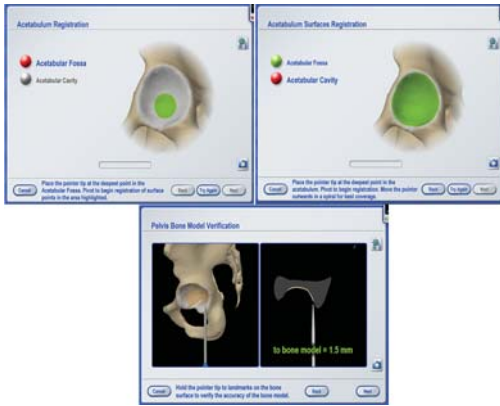 Acetabulum Registration
Acetabular Fossa
Acetabular Cavity
Place the pointer tip at the deepest point in the
Acetabular Fossa. Pivot to begin registration of surface
points in the area highlighted.
Cancel
Back
Try Again
Next
Acetabulum Surfaces Registration
Acetabular Fossa
Acetabular Cavity
Place the pointer tip at the deepest point in the
acetabulum. Pivot to begin registration. Move the pointer
outwards in a spiral for best coverage.
Cancel
Back
Try Again
Next
Pelvis Bone Model Verification
to bone model = 1.5 mm
Hold the pointer tip to landmarks on the bone
surface to verify the accuracy of the bone model.
Cancel
Back
Next